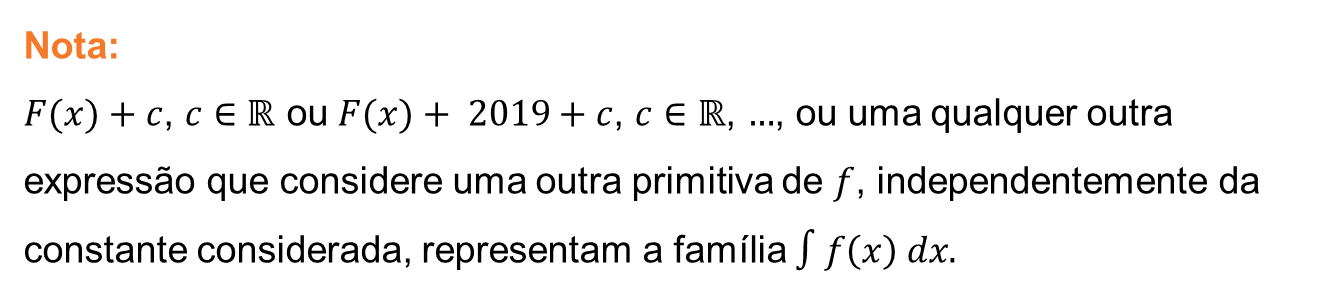 Nota:
F(x) + c, c ∈ ℝ ou F(x) + 2019 + c, c ∈ ℝ, ..., ou uma qualquer outra
expressão que considere uma outra primitiva de f, independentemente da
constante considerada, representam a família ∫ f(x) dx.